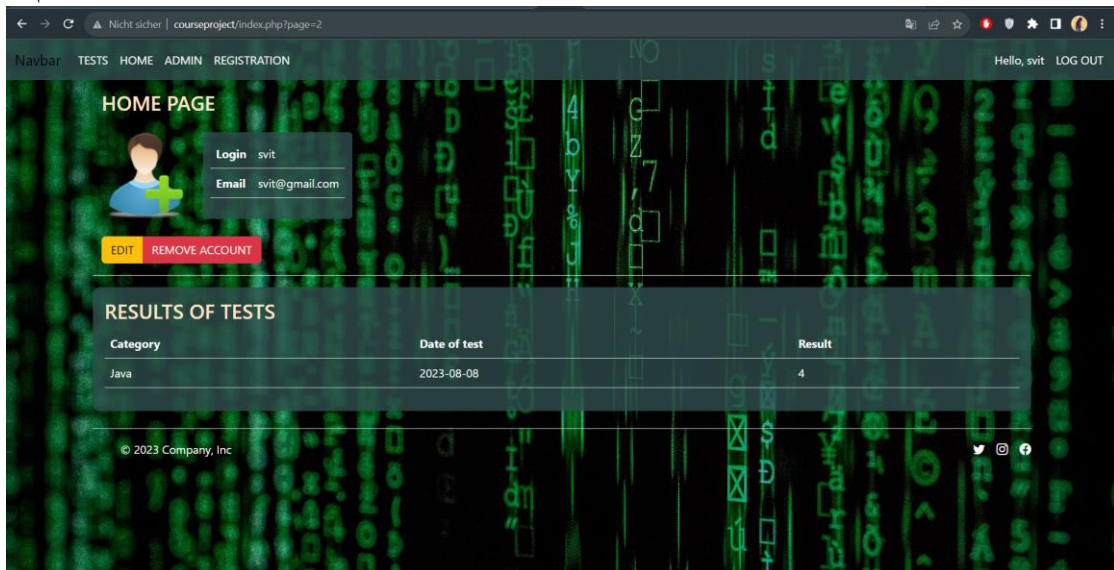 Nicht sicher | courseproject/index.php?page=2
Navbar TESTS HOME ADMIN REGISTRATION Hello, svit LOG OUT
HOME PAGE
Login svit
Email svit@gmail.com
EDIT REMOVE ACCOUNT
RESULTS OF TESTS
Category Date of test Result
Java 2023-08-08 4
© 2023 Company, Inc